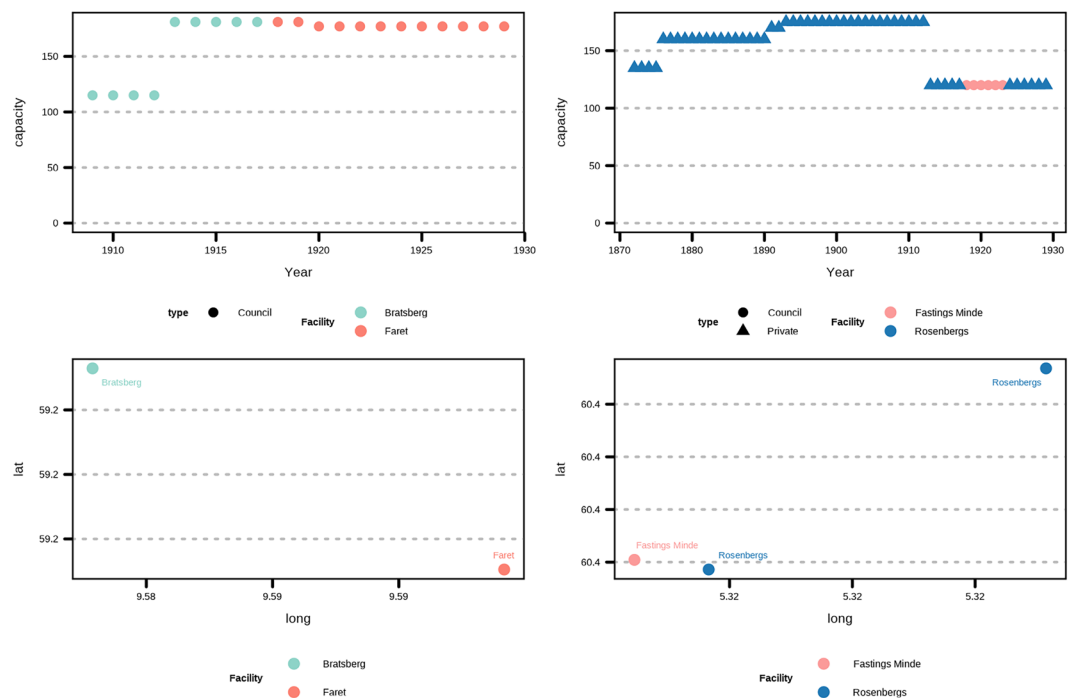 capacity
150
100
50
0
1910 1915 1920 1925 1930
Year
type Council Facility Bratsberg
Faret
capacity
150
100
50
0
1870 1880 1890 1900 1910 1920 1930
Year
type Council Facility Fastings Minde
Private Rosenbergs
lat
59.2
59.2
59.2
Bratsberg
Faret
9.58 9.59 9.59
long
Facility Bratsberg
Faret
lat
60.4
60.4
60.4
60.4
Rosenbergs
Fastings Minde
Rosenbergs
5.32 5.32 5.32
long
Facility Fastings Minde
Rosenbergs